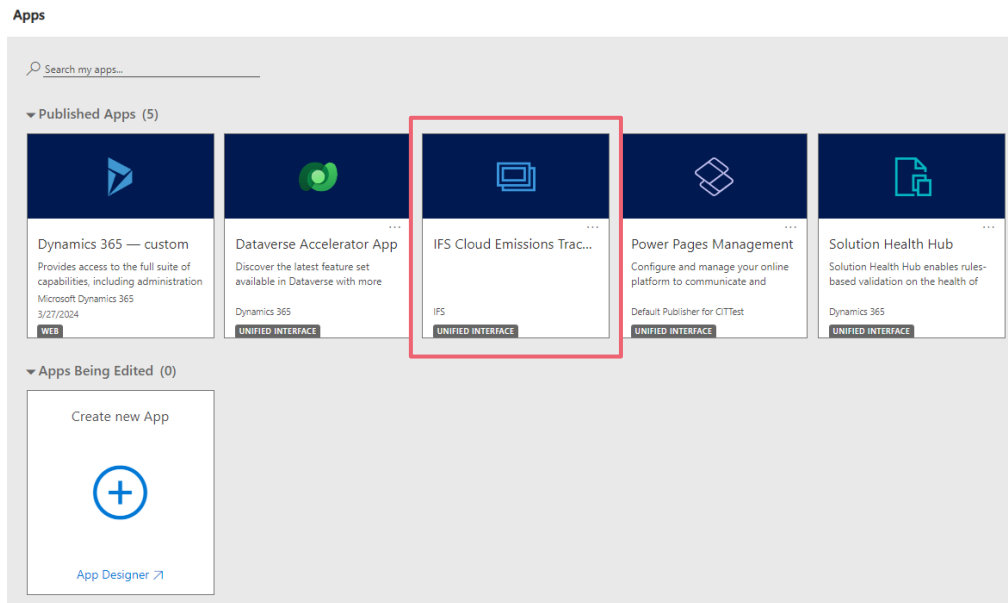 Apps
Search my apps...
Published Apps (5)
Dynamics 365 — custom
Provides access to the full suite of
capabilities, including administration
Microsoft Dynamics 365
3/27/2024
WEB
...
Dataverse Accelerator App
Discover the latest feature set
available in Dataverse with more
Dynamics 365
UNIFIED INTERFACE
...
IFS Cloud Emissions Trac...
IFS
UNIFIED INTERFACE
...
Power Pages Management
Configure and manage your online
platform to communicate and
Default Publisher for CITTest
UNIFIED INTERFACE
...
Solution Health Hub
Solution Health Hub enables rules-
based validation on the health of
Dynamics 365
UNIFIED INTERFACE
Apps Being Edited (0)
Create new App
App Designer